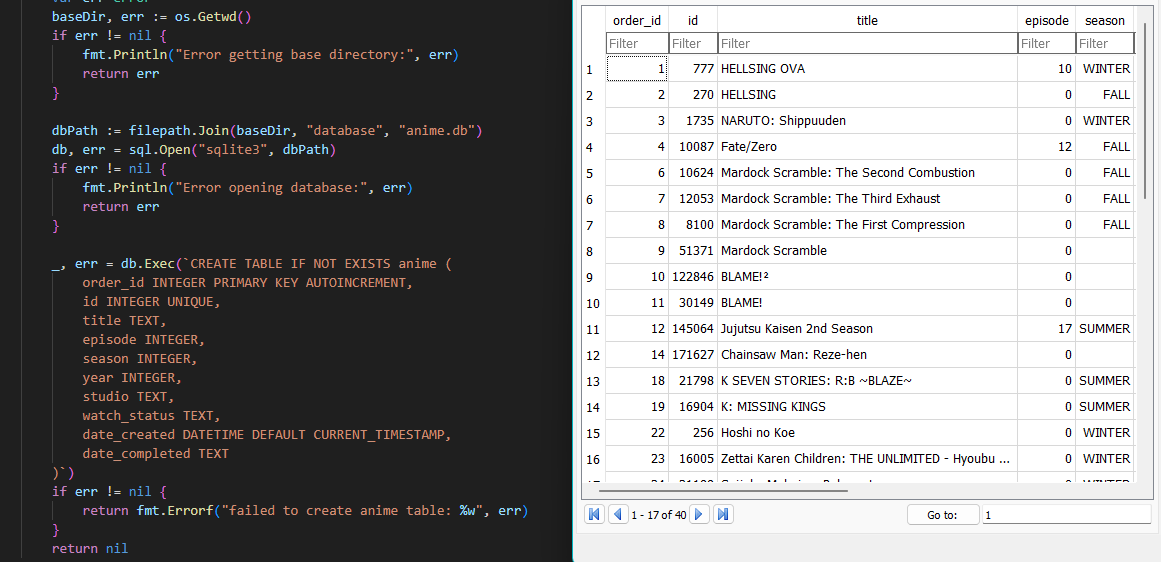 baseDir, err := os.Getwd()
if err != nil {
fmt.Println("Error getting base directory:", err)
return err
}
dbPath := filepath.Join(baseDir, "database", "anime.db")
db, err = sql.Open("sqlite3", dbPath)
if err != nil {
fmt.Println("Error opening database:", err)
return err
}
_, err = db.Exec(`CREATE TABLE IF NOT EXISTS anime (
order_id INTEGER PRIMARY KEY AUTOINCREMENT,
id INTEGER UNIQUE,
title TEXT,
episode INTEGER,
season INTEGER,
year INTEGER,
studio TEXT,
watch_status TEXT,
date_created DATETIME DEFAULT CURRENT_TIMESTAMP,
date_completed TEXT
)`)
if err != nil {
return fmt.Errorf("failed to create anime table: %w", err)
}
return nil
order_id id title episode season
Filter Filter Filter Filter Filter
1 1 777 HELLSING OVA 10 WINTER
2 2 270 HELLSING 0 FALL
3 3 1735 NARUTO: Shippuuden 0 WINTER
4 4 10087 Fate/Zero 12 FALL
5 6 10624 Mardock Scramble: The Second Combustion 0 FALL
6 7 12053 Mardock Scramble: The Third Exhaust 0 FALL
7 8 8100 Mardock Scramble: The First Compression 0 FALL
8 9 51371 Mardock Scramble 0
9 10 122846 BLAME!² 0
10 11 30149 BLAME! 0
11 12 145064 Jujutsu Kaisen 2nd Season 17 SUMMER
12 14 171627 Chainsaw Man: Reze-hen 0
13 18 21798 K SEVEN STORIES: R:B ~BLAZE~ 0 SUMMER
14 19 16904 K: MISSING KINGS 0 SUMMER
15 22 256 Hoshi no Koe 0 WINTER
16 23 16005 Zettai Karen Children: THE UNLIMITED - Hyoubu ... 0 WINTER
1 - 17 of 40 Go to: 1